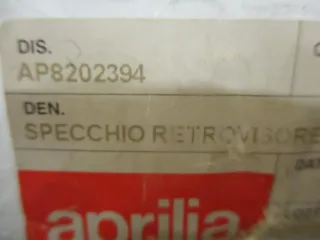 DIS.
AP8202394
DEN.
SPECCHIO RETROVISORE
aprilia